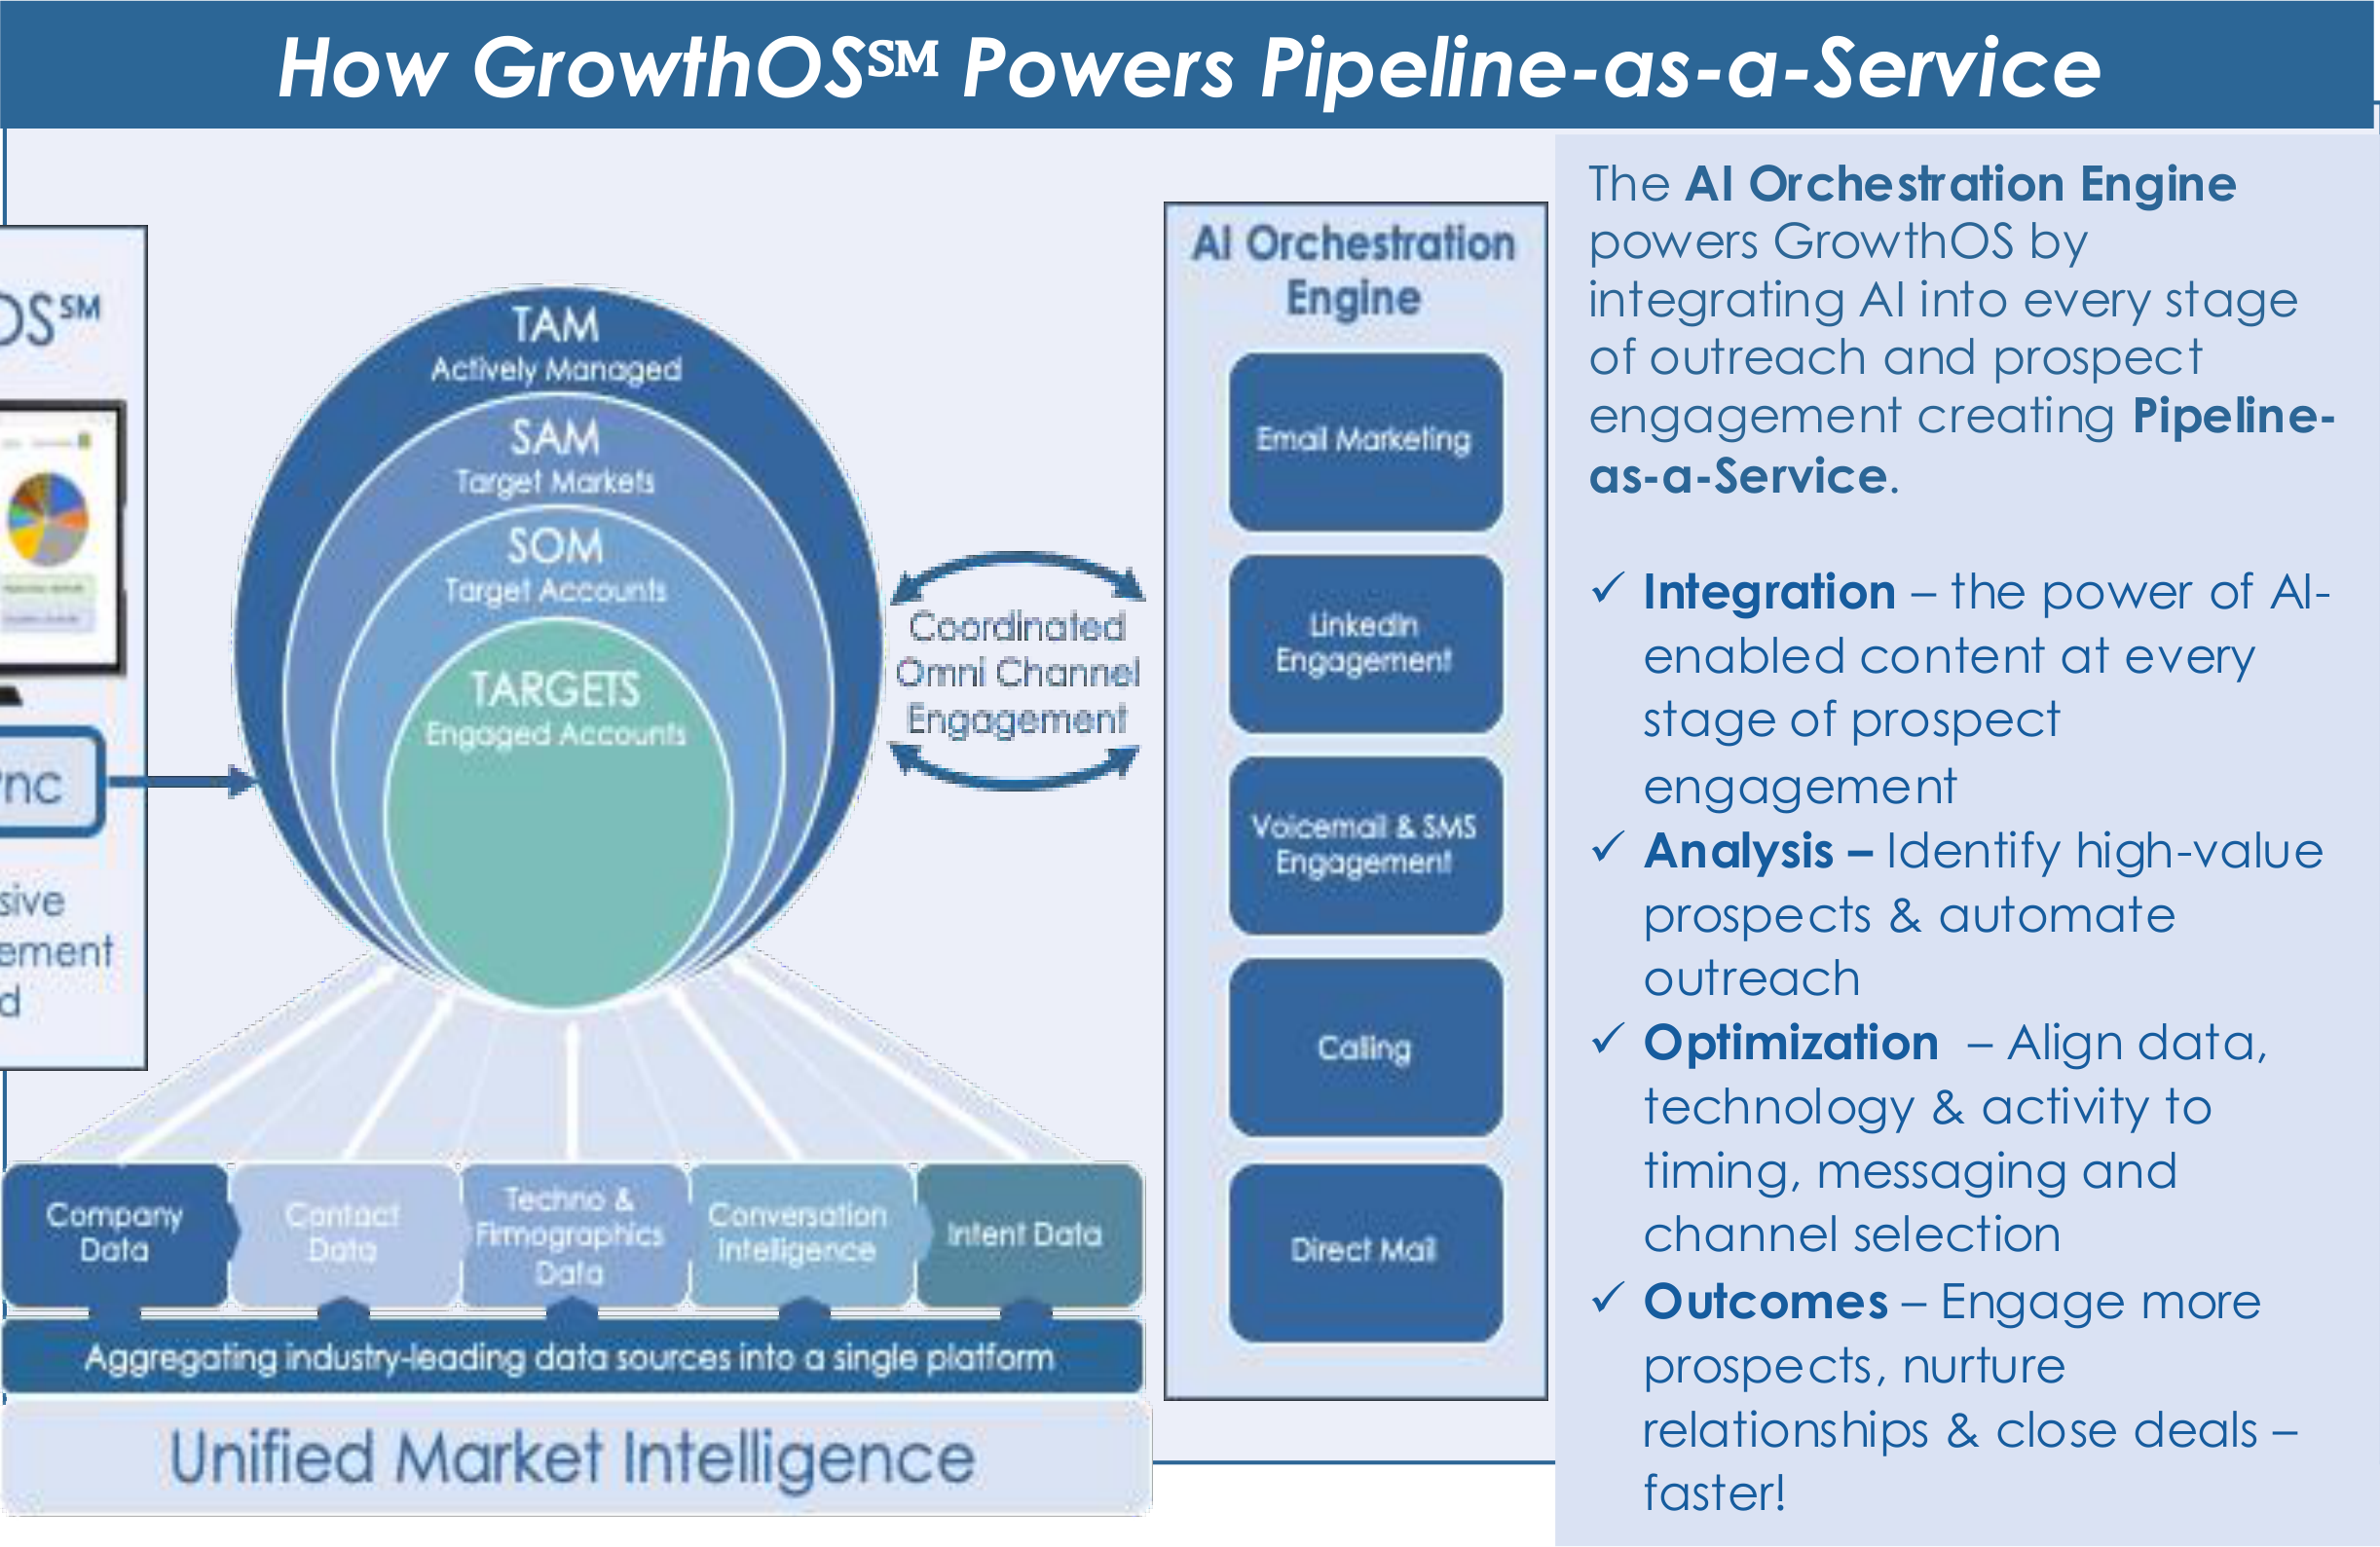 How GrowthOS℠ Powers Pipeline-as-a-Service
OS℠
nc
sive
ement
d
TAM
Actively Managed
SAM
Target Markets
SOM
Target Accounts
TARGETS
Engaged Accounts
Coordinated
Omni Channel
Engagement
Company
Data
Contact
Data
Techno &
Firmographics
Data
Conversation
Intelligence
Intent Data
Aggregating industry-leading data sources into a single platform
Unified Market Intelligence
AI Orchestration
Engine
Email Marketing
LinkedIn
Engagement
Voicemail & SMS
Engagement
Calling
Direct Mail
The AI Orchestration Engine
powers GrowthOS by
integrating AI into every stage
of outreach and prospect
engagement creating Pipeline-
as-a-Service.
✓ Integration – the power of AI-
enabled content at every
stage of prospect
engagement
✓ Analysis – Identify high-value
prospects & automate
outreach
✓ Optimization – Align data,
technology & activity to
timing, messaging and
channel selection
✓ Outcomes – Engage more
prospects, nurture
relationships & close deals –
faster!